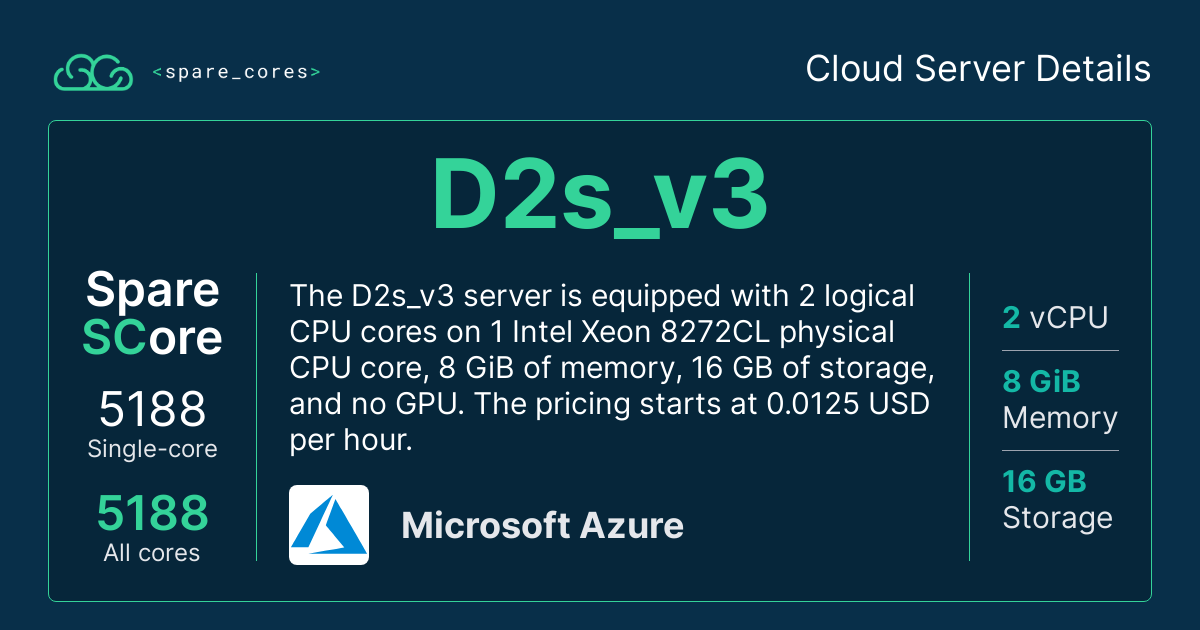 <spare_cores>
Cloud Server Details
D2s_v3
Spare
SCore
5188
Single-core
5188
All cores
The D2s_v3 server is equipped with 2 logical
CPU cores on 1 Intel Xeon 8272CL physical
CPU core, 8 GiB of memory, 16 GB of storage,
and no GPU. The pricing starts at 0.0125 USD
per hour.
Microsoft Azure
2 vCPU
8 GiB
Memory
16 GB
Storage